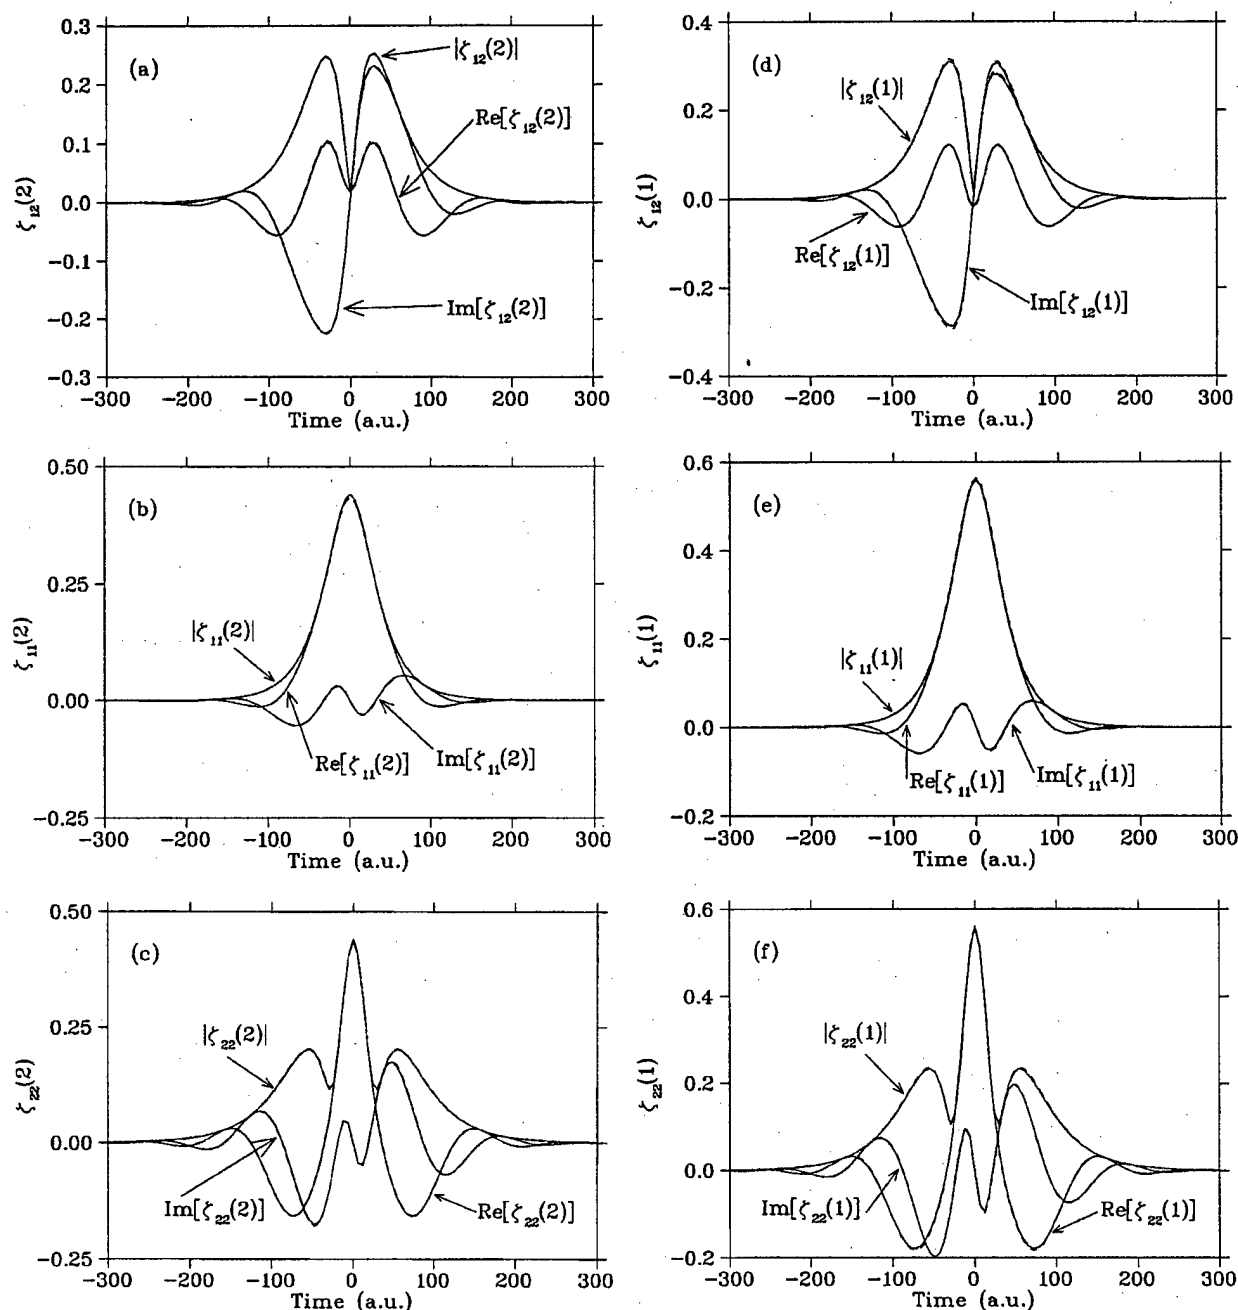 (a)
0.3
0.2
0.1
0.0
−0.1
−0.2
−0.3
ζ₁₂(2)
|ζ₁₂(2)|
Re[ζ₁₂(2)]
Im[ζ₁₂(2)]
−300 −200 −100 0 100 200 300
Time (a.u.)
(d)
0.4
0.2
0.0
−0.2
−0.4
ζ₁₂(1)
|ζ₁₂(1)|
Re[ζ₁₂(1)]
Im[ζ₁₂(1)]
−300 −200 −100 0 100 200 300
Time (a.u.)
(b)
0.50
0.25
0.00
−0.25
ζ₁₁(2)
|ζ₁₁(2)|
Re[ζ₁₁(2)]
Im[ζ₁₁(2)]
−300 −200 −100 0 100 200 300
Time (a.u.)
(e)
0.6
0.4
0.2
0.0
−0.2
ζ₁₁(1)
|ζ₁₁(1)|
Re[ζ₁₁(1)]
Im[ζ₁₁(1)]
−300 −200 −100 0 100 200 300
Time (a.u.)
(c)
0.50
0.25
0.00
−0.25
ζ₂₂(2)
|ζ₂₂(2)|
Im[ζ₂₂(2)]
Re[ζ₂₂(2)]
−300 −200 −100 0 100 200 300
Time (a.u.)
(f)
0.6
0.4
0.2
0.0
−0.2
ζ₂₂(1)
|ζ₂₂(1)|
Im[ζ₂₂(1)]
Re[ζ₂₂(1)]
−300 −200 −100 0 100 200 300
Time (a.u.)